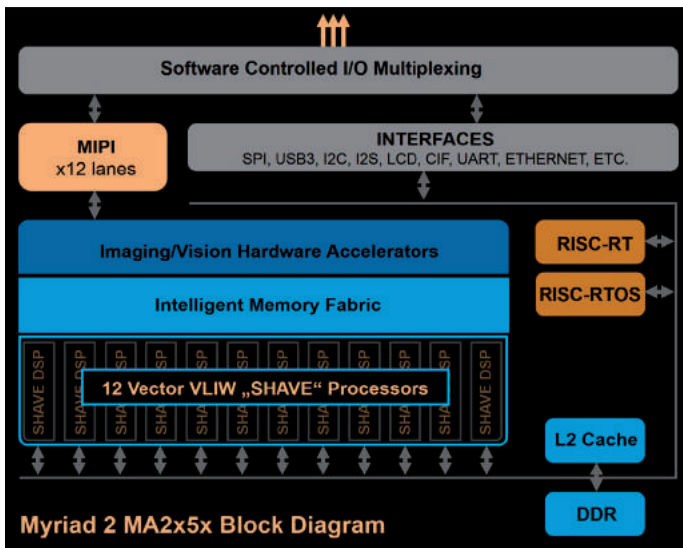 Software Controlled I/O Multiplexing
MIPI
x12 lanes
INTERFACES
SPI, USB3, I2C, I2S, LCD, CIF, UART, ETHERNET, ETC.
Imaging/Vision Hardware Accelerators
RISC-RT
Intelligent Memory Fabric
RISC-RTOS
SHAVE DSP
SHAVE DSP
SHAVE DSP
SHAVE DSP
SHAVE DSP
SHAVE DSP
SHAVE DSP
SHAVE DSP
SHAVE DSP
SHAVE DSP
SHAVE DSP
SHAVE DSP
12 Vector VLIW „SHAVE“ Processors
L2 Cache
DDR
Myriad 2 MA2x5x Block Diagram